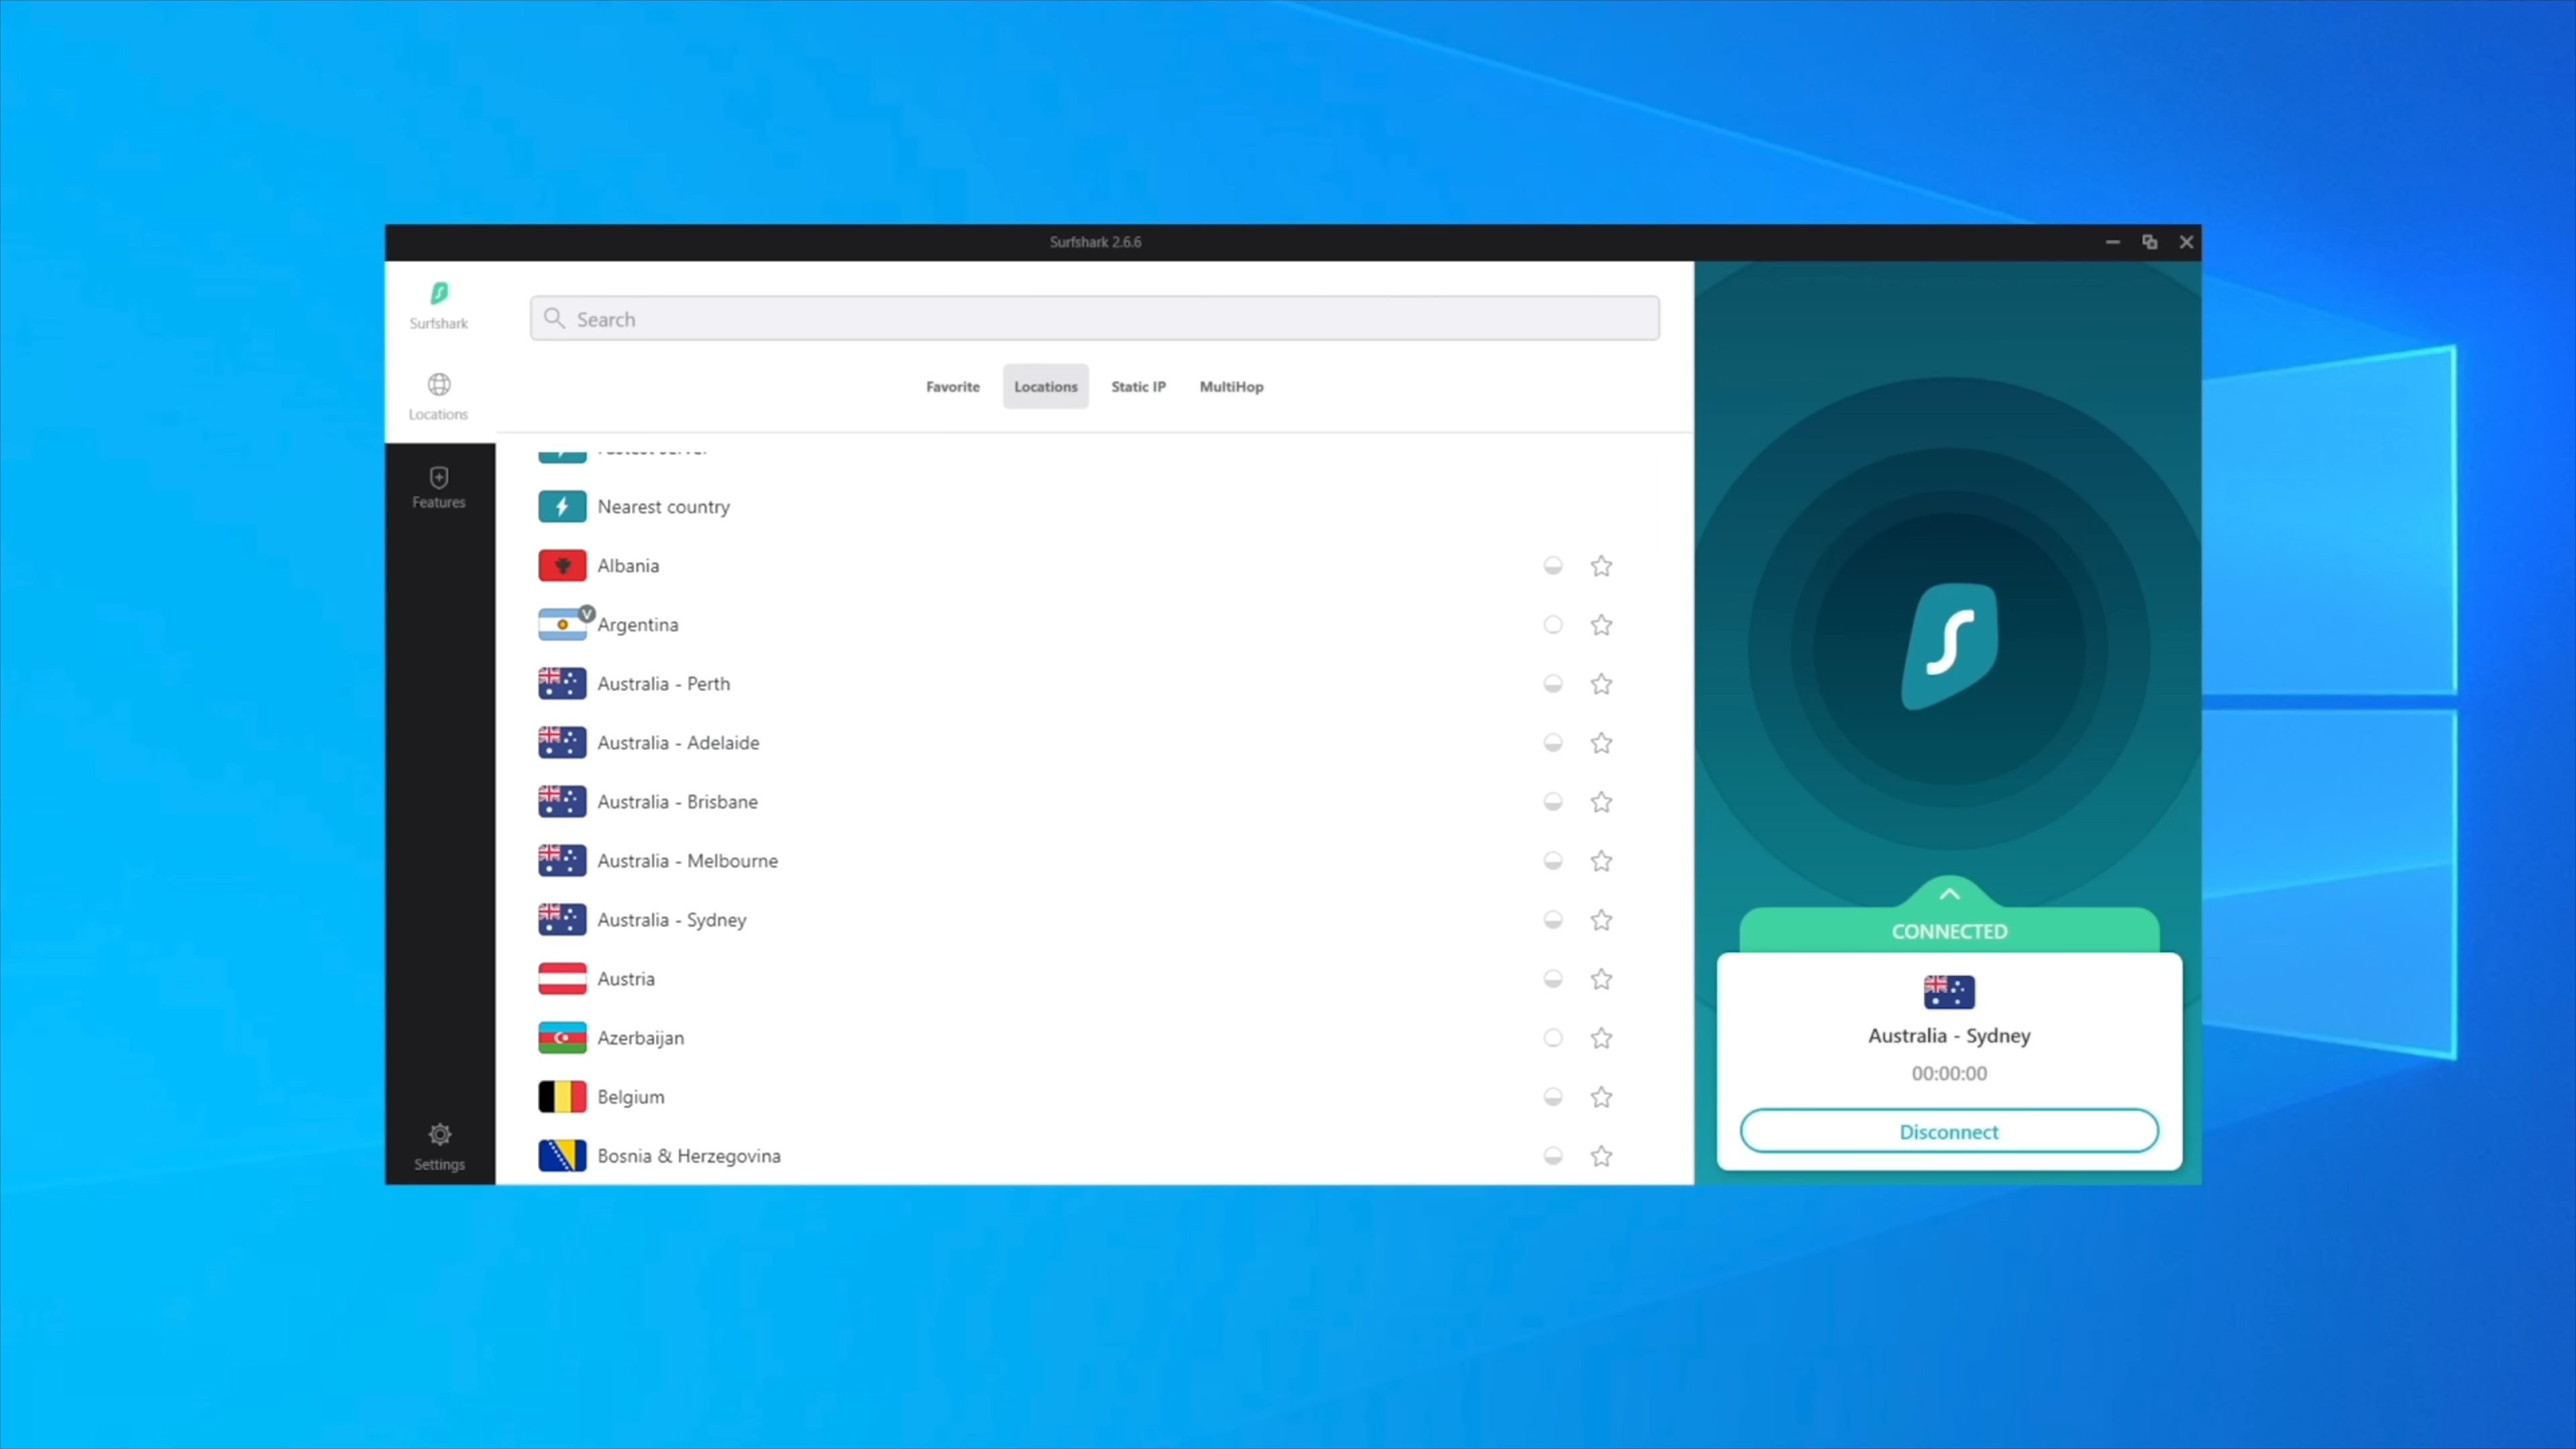 Surfshark 2.6.6
Surfshark
Search
Locations
Favorite Locations Static IP MultiHop
Features
Nearest country
Albania
V
Argentina
Australia - Perth
Australia - Adelaide
Australia - Brisbane
Australia - Melbourne
Australia - Sydney
Austria
Azerbaijan
Belgium
Bosnia & Herzegovina
Settings
CONNECTED
Australia - Sydney
00:00:00
Disconnect